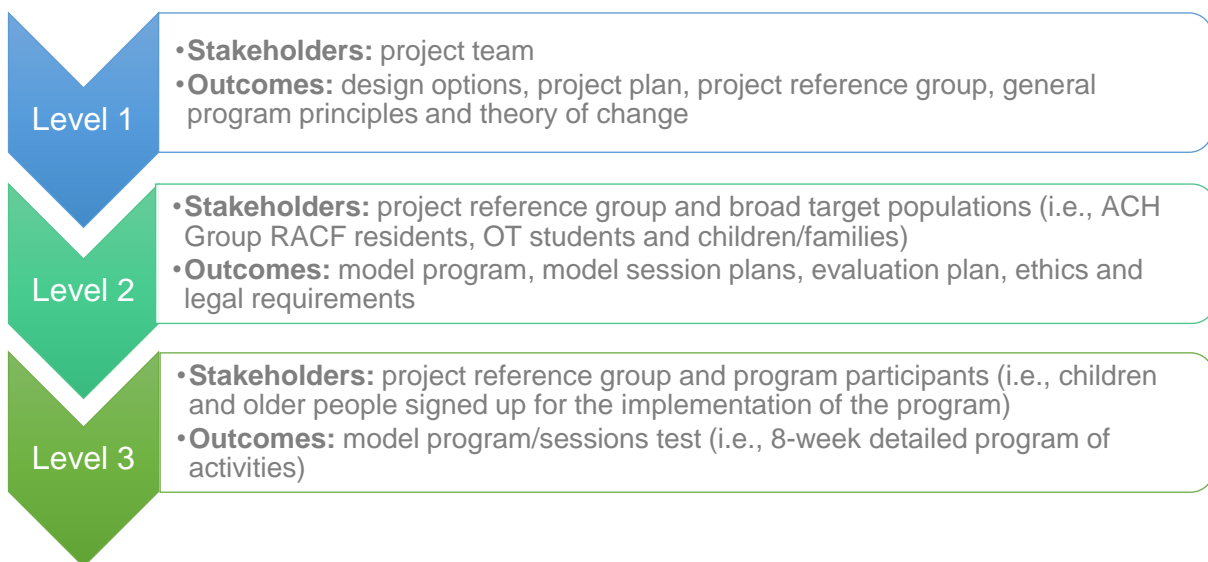 Level 1
•Stakeholders: project team
•Outcomes: design options, project plan, project reference group, general
program principles and theory of change
Level 2
•Stakeholders: project reference group and broad target populations (i.e., ACH
Group RACF residents, OT students and children/families)
•Outcomes: model program, model session plans, evaluation plan, ethics and
legal requirements
Level 3
•Stakeholders: project reference group and program participants (i.e., children
and older people signed up for the implementation of the program)
•Outcomes: model program/sessions test (i.e., 8-week detailed program of
activities)